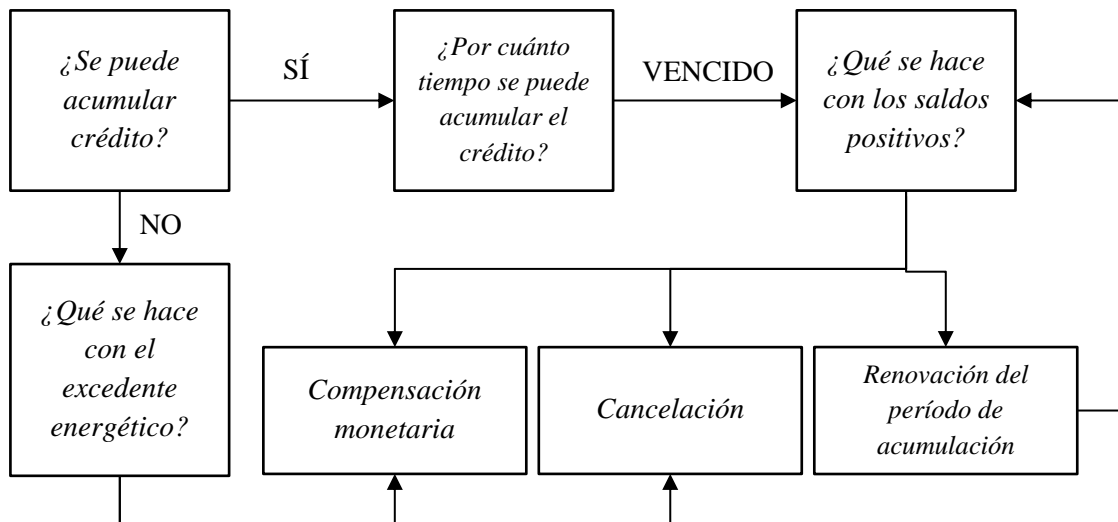 ¿Se puede
acumular
crédito?
SÍ
¿Por cuánto
tiempo se puede
acumular el
crédito?
VENCIDO
¿Qué se hace
con los saldos
positivos?
NO
¿Qué se hace
con el
excedente
energético?
Compensación
monetaria
Cancelación
Renovación del
período de
acumulación